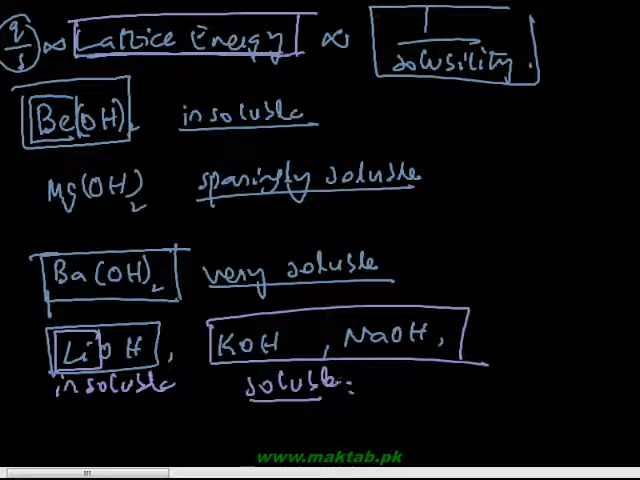 q/s ∝ Lattice Energy ∝ 1/solubility.
Be(OH)₂ insoluble
Mg(OH)₂ sparingly soluble
Ba(OH)₂ very soluble
LiOH, KOH, NaOH,
insoluble soluble:
www.maktab.pk